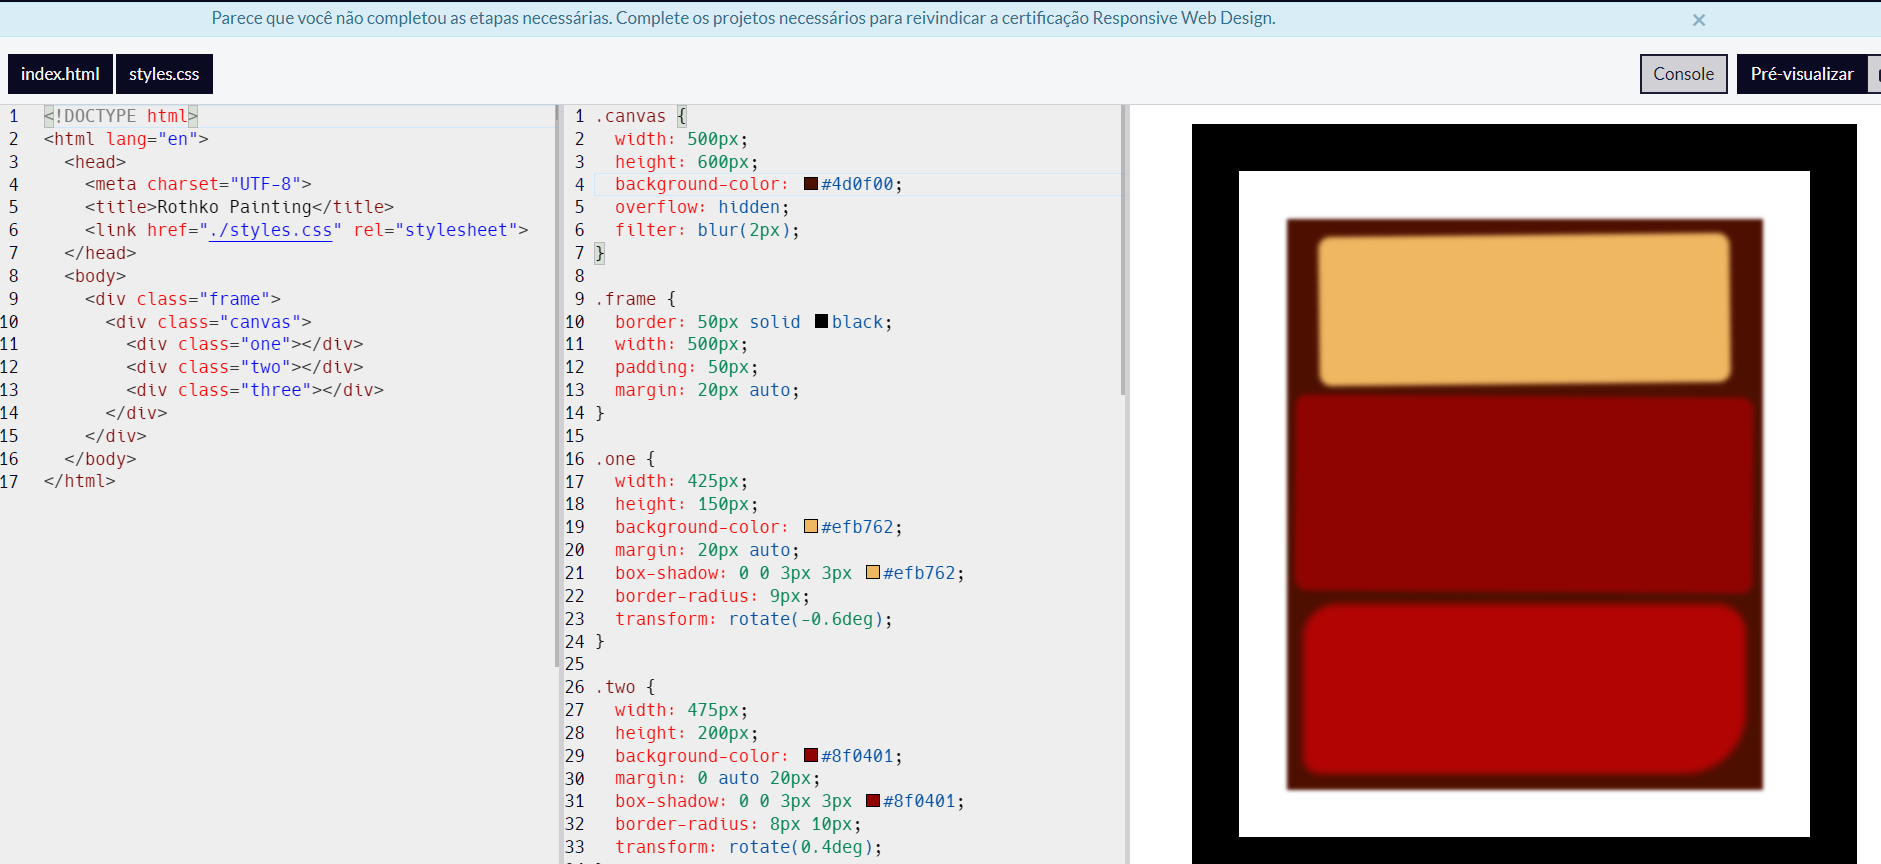 Parece que você não completou as etapas necessárias. Complete os projetos necessários para reivindicar a certificação Responsive Web Design.
×
index.html
styles.css
Console
Pré-visualizar
1 <!DOCTYPE html>
2 <html lang="en">
3 <head>
4 <meta charset="UTF-8">
5 <title>Rothko Painting</title>
6 <link href="./styles.css" rel="stylesheet">
7 </head>
8 <body>
9 <div class="frame">
10 <div class="canvas">
11 <div class="one"></div>
12 <div class="two"></div>
13 <div class="three"></div>
14 </div>
15 </div>
16 </body>
17 </html>
1 .canvas {
2 width: 500px;
3 height: 600px;
4 background-color: #4d0f00;
5 overflow: hidden;
6 filter: blur(2px);
7 }
8
9 .frame {
10 border: 50px solid black;
11 width: 500px;
12 padding: 50px;
13 margin: 20px auto;
14 }
15
16 .one {
17 width: 425px;
18 height: 150px;
19 background-color: #efb762;
20 margin: 20px auto;
21 box-shadow: 0 0 3px 3px #efb762;
22 border-radius: 9px;
23 transform: rotate(-0.6deg);
24 }
25
26 .two {
27 width: 475px;
28 height: 200px;
29 background-color: #8f0401;
30 margin: 0 auto 20px;
31 box-shadow: 0 0 3px 3px #8f0401;
32 border-radius: 8px 10px;
33 transform: rotate(0.4deg);